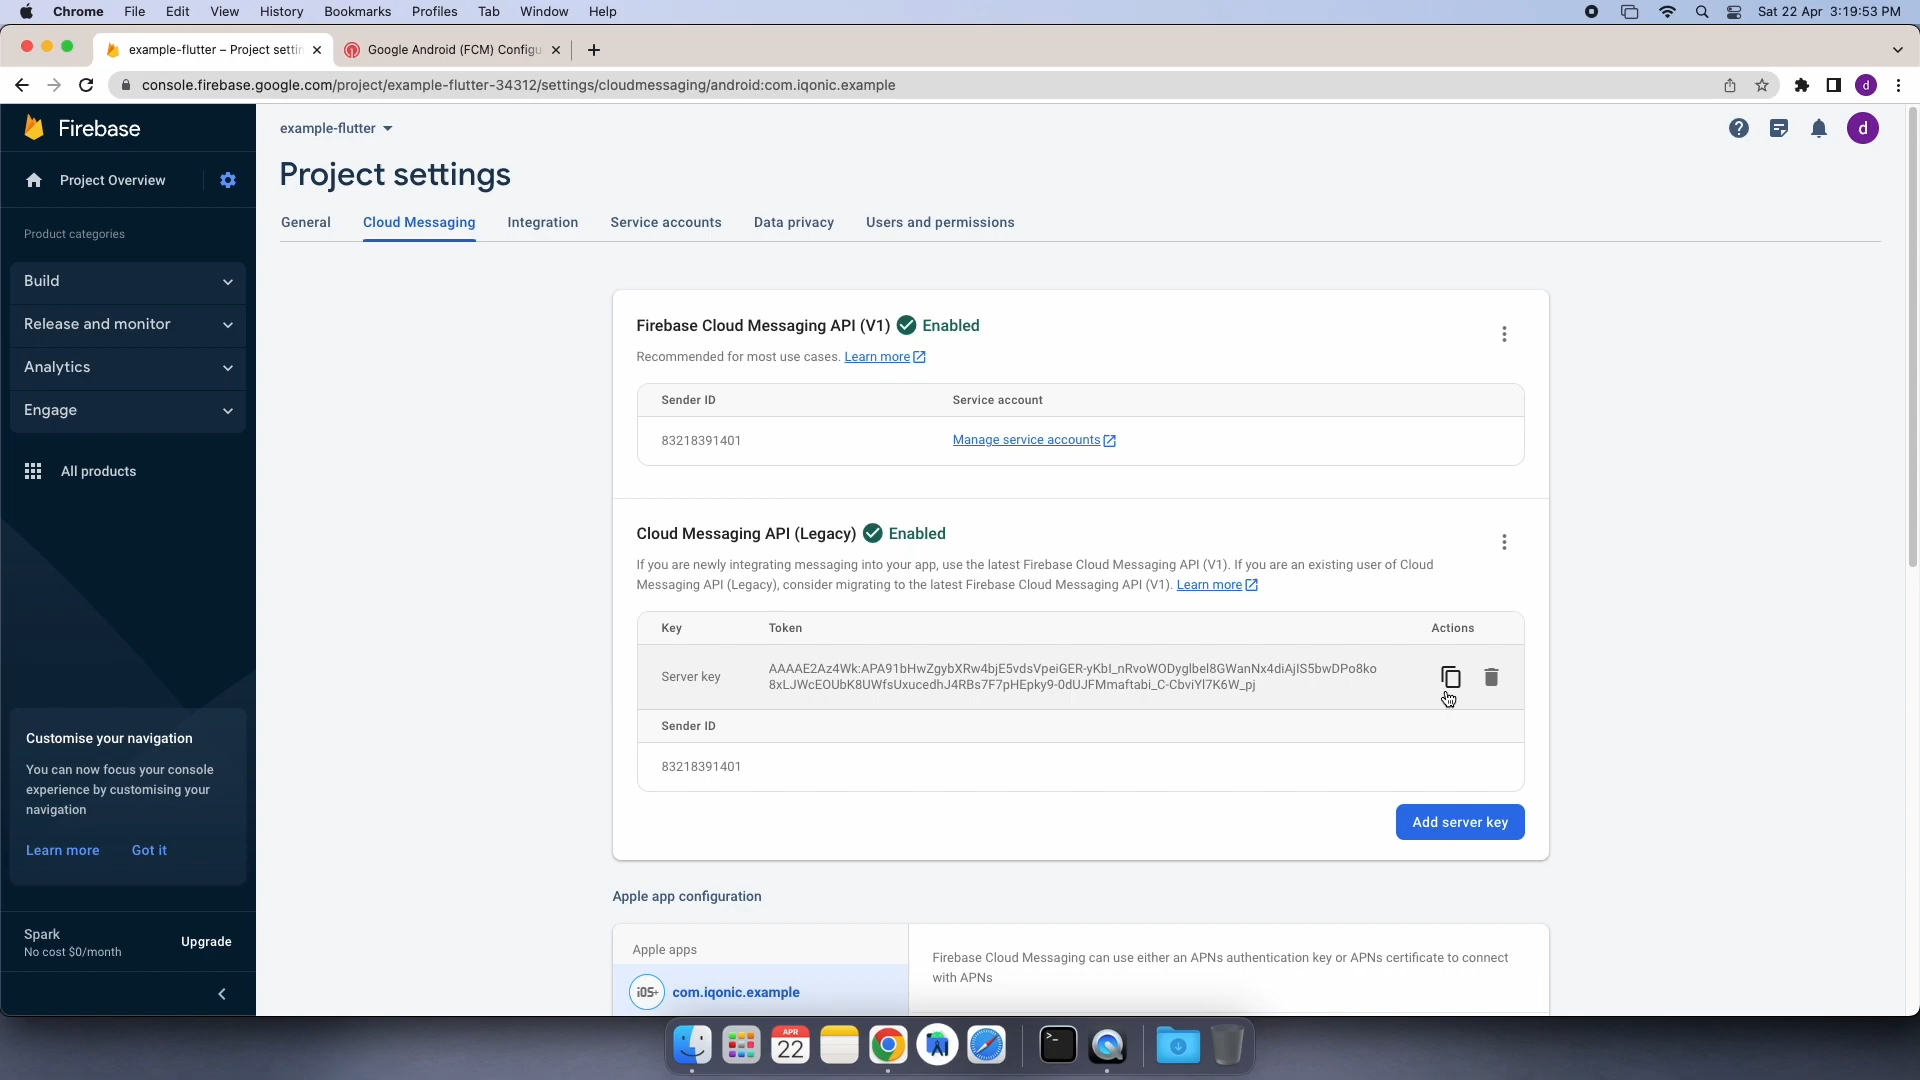 Chrome File Edit View History Bookmarks Profiles Tab Window Help Sat 22 Apr 3:19:53 PM
example-flutter – Project settin Google Android (FCM) Configu
console.firebase.google.com/project/example-flutter-34312/settings/cloudmessaging/android:com.iqonic.example d
Firebase
Project Overview
Product categories
Build
Release and monitor
Analytics
Engage
All products
Customise your navigation
You can now focus your console
experience by customising your
navigation
Learn more Got it
Spark
No cost $0/month
Upgrade
example-flutter
d
Project settings
General Cloud Messaging Integration Service accounts Data privacy Users and permissions
Firebase Cloud Messaging API (V1) Enabled
Recommended for most use cases. Learn more
Sender ID Service account
83218391401 Manage service accounts
Cloud Messaging API (Legacy) Enabled
If you are newly integrating messaging into your app, use the latest Firebase Cloud Messaging API (V1). If you are an existing user of Cloud
Messaging API (Legacy), consider migrating to the latest Firebase Cloud Messaging API (V1). Learn more
Key Token Actions
Server key
AAAAE2Az4Wk:APA91bHwZgybXRw4bjE5vdsVpeiGER-yKbI_nRvoWODyglbel8GWanNx4diAjIS5bwDPo8ko
8xLJWcEOUbK8UWfsUxucedhJ4RBs7F7pHEpky9-0dUJFMmaftabi_C-CbviYl7K6W_pj
Sender ID
83218391401
Add server key
Apple app configuration
Apple apps
iOS+ com.iqonic.example
Firebase Cloud Messaging can use either an APNs authentication key or APNs certificate to connect
with APNs
APR
22